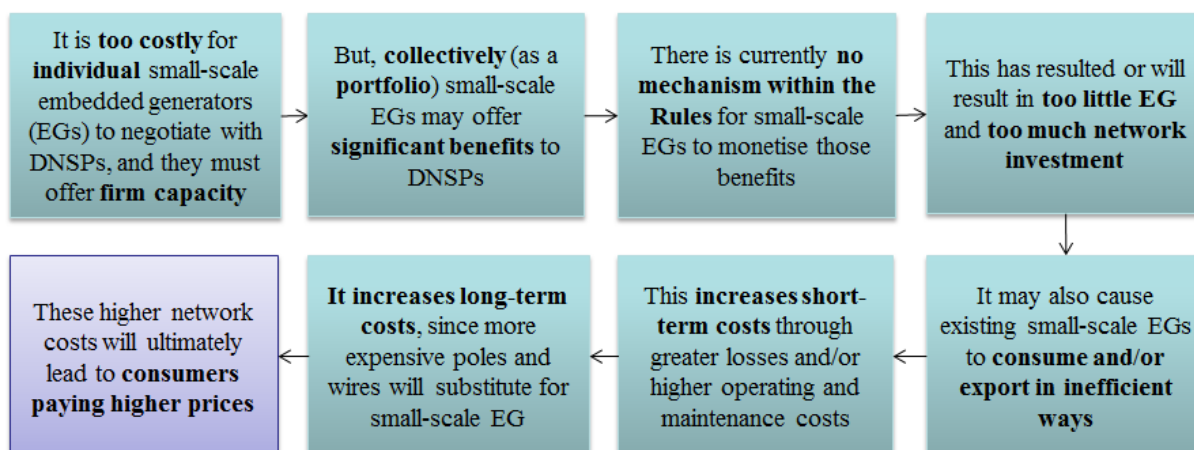 It is too costly for
individual small-scale
embedded generators
(EGs) to negotiate with
DNSPs, and they must
offer firm capacity
But, collectively (as a
portfolio) small-scale
EGs may offer
significant benefits to
DNSPs
There is currently no
mechanism within the
Rules for small-scale
EGs to monetise those
benefits
This has resulted or will
result in too little EG
and too much network
investment
It may also cause
existing small-scale EGs
to consume and/or
export in inefficient
ways
This increases short-
term costs through
greater losses and/or
higher operating and
maintenance costs
It increases long-term
costs, since more
expensive poles and
wires will substitute for
small-scale EG
These higher network
costs will ultimately
lead to consumers
paying higher prices